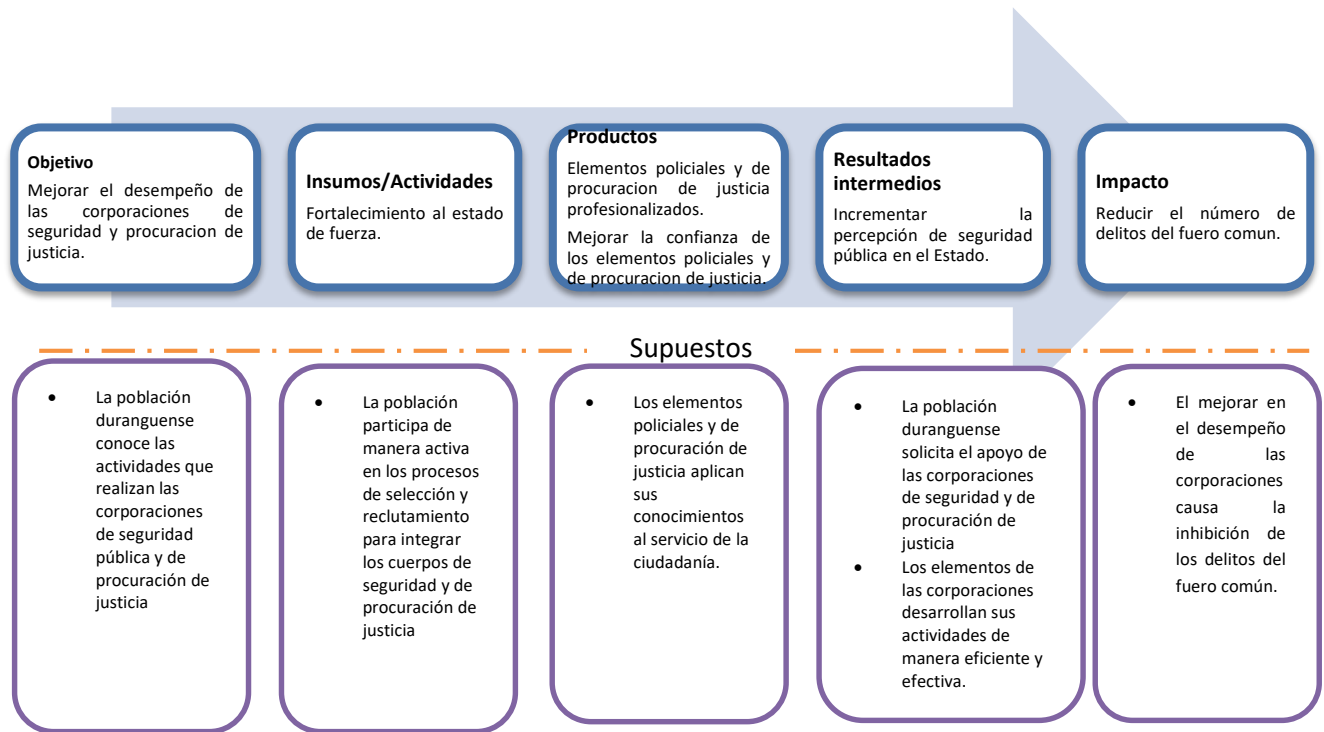 Objetivo
Mejorar el desempeño de
las corporaciones de
seguridad y procuracion de
justicia.
Insumos/Actividades
Fortalecimiento al estado
de fuerza.
Productos
Elementos policiales y de
procuracion de justicia
profesionalizados.
Mejorar la confianza de
los elementos policiales y
de procuracion de justicia.
Resultados
intermedios
Incrementar la
percepción de seguridad
pública en el Estado.
Impacto
Reducir el número de
delitos del fuero comun.
Supuestos
• La población
duranguense
conoce las
actividades que
realizan las
corporaciones
de seguridad
pública y de
procuración de
justicia
• La población
participa de
manera activa
en los procesos
de selección y
reclutamiento
para integrar
los cuerpos de
seguridad y de
procuración de
justicia
• Los elementos
policiales y de
procuración de
justicia aplican
sus
conocimientos
al servicio de la
ciudadanía.
• La población
duranguense
solicita el apoyo de
las corporaciones
de seguridad y de
procuración de
justicia
• Los elementos de
las corporaciones
desarrollan sus
actividades de
manera eficiente y
efectiva.
• El mejorar en
el desempeño
de las
corporaciones
causa la
inhibición de
los delitos del
fuero común.